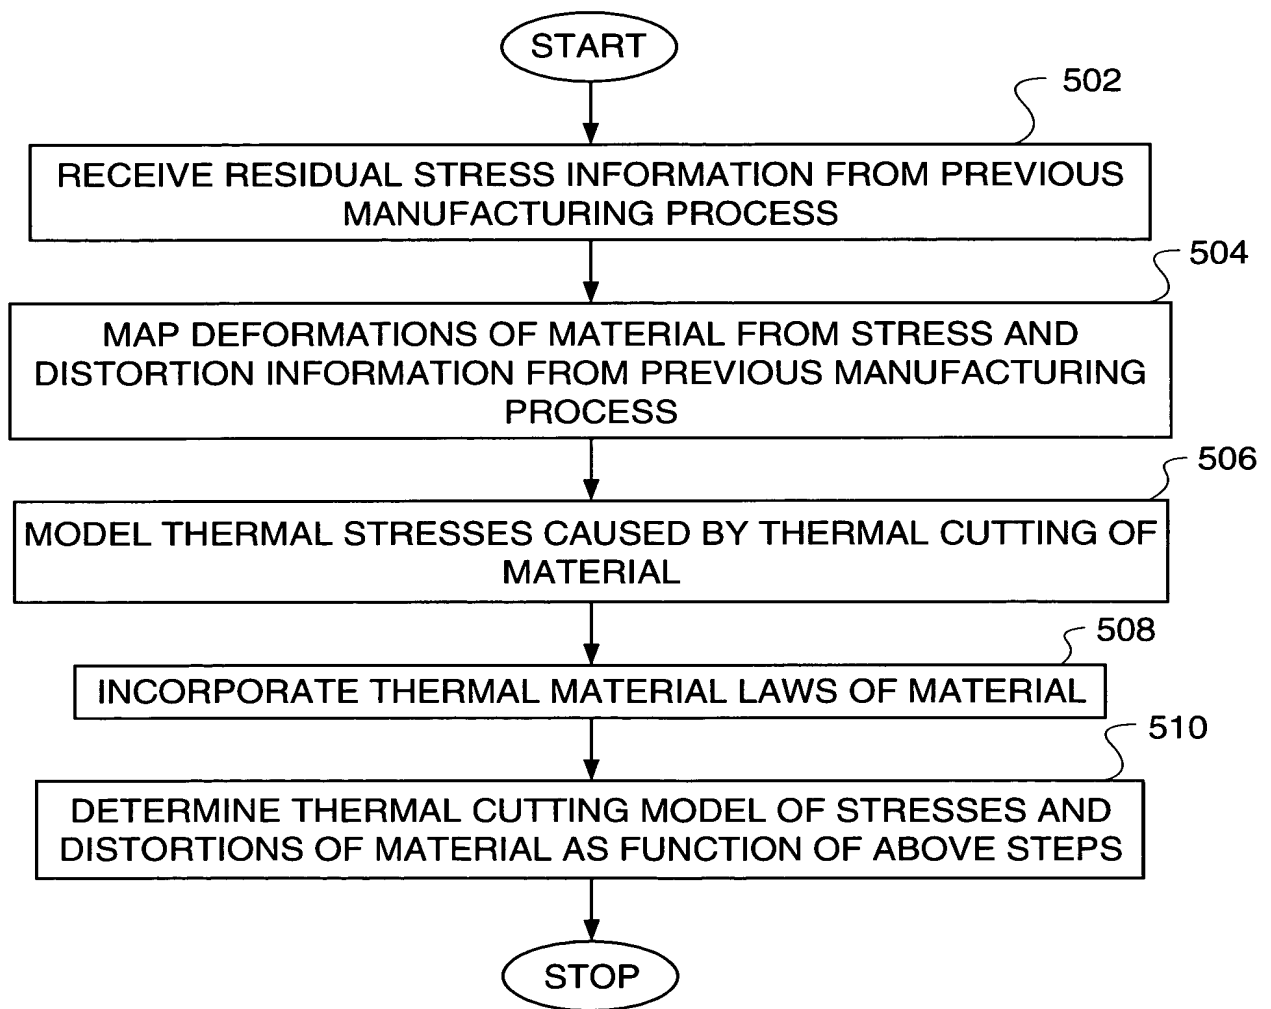 START
502
RECEIVE RESIDUAL STRESS INFORMATION FROM PREVIOUS
MANUFACTURING PROCESS
504
MAP DEFORMATIONS OF MATERIAL FROM STRESS AND
DISTORTION INFORMATION FROM PREVIOUS MANUFACTURING
PROCESS
506
MODEL THERMAL STRESSES CAUSED BY THERMAL CUTTING OF
MATERIAL
508
INCORPORATE THERMAL MATERIAL LAWS OF MATERIAL
510
DETERMINE THERMAL CUTTING MODEL OF STRESSES AND
DISTORTIONS OF MATERIAL AS FUNCTION OF ABOVE STEPS
STOP